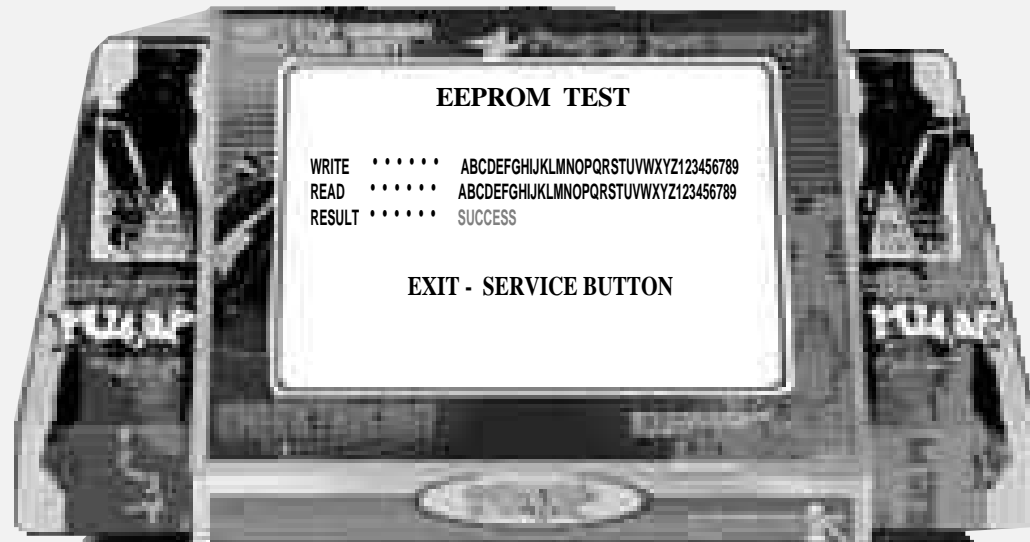 EEPROM TEST
WRITE • • • • • • ABCDEFGHIJKLMNOPQRSTUVWXYZ123456789
READ • • • • • • ABCDEFGHIJKLMNOPQRSTUVWXYZ123456789
RESULT • • • • • • SUCCESS
EXIT - SERVICE BUTTON